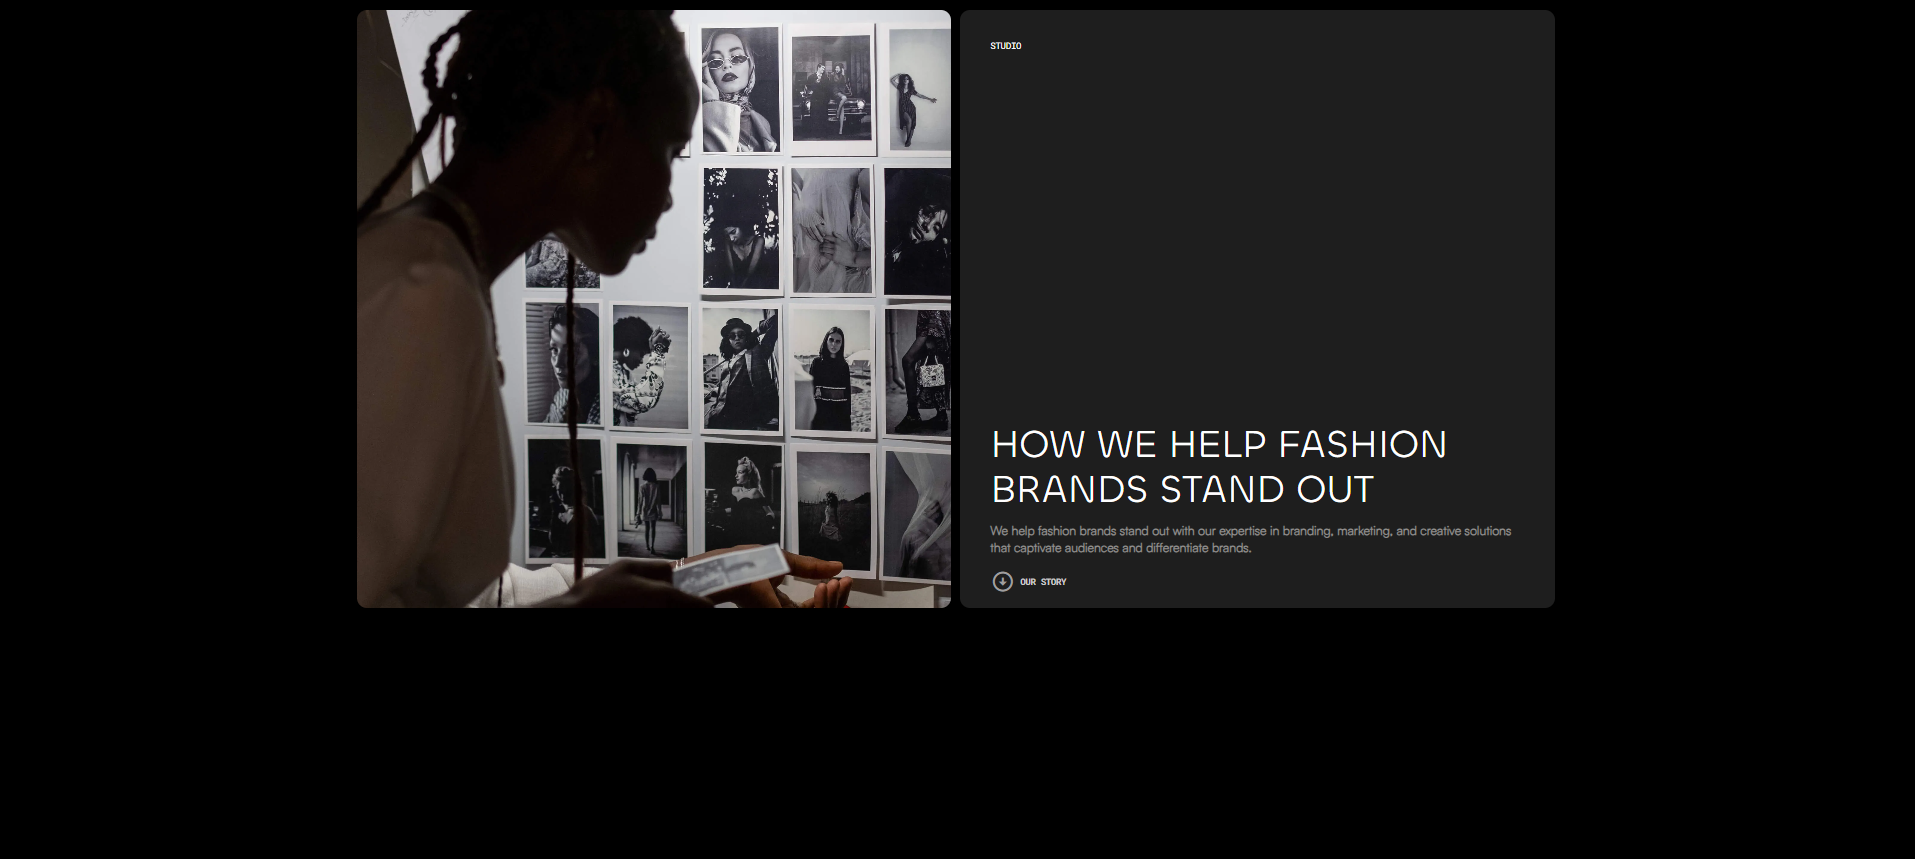 STUDIO
HOW WE HELP FASHION
BRANDS STAND OUT
We help fashion brands stand out with our expertise in branding, marketing, and creative solutions
that captivate audiences and differentiate brands.
OUR STORY